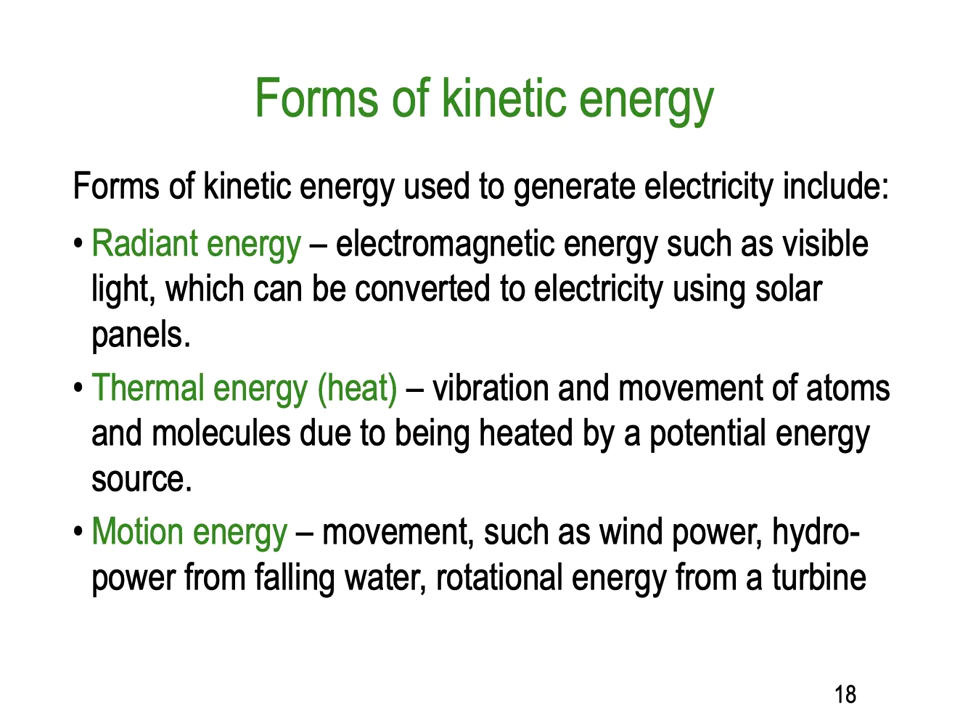 Forms of kinetic energy
Forms of kinetic energy used to generate electricity include:
• Radiant energy – electromagnetic energy such as visible
light, which can be converted to electricity using solar
panels.
• Thermal energy (heat) – vibration and movement of atoms
and molecules due to being heated by a potential energy
source.
• Motion energy – movement, such as wind power, hydro-
power from falling water, rotational energy from a turbine
18